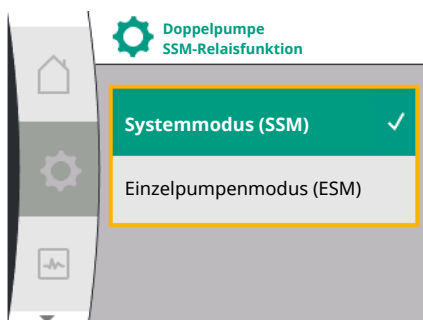 Doppelpumpe
SSM-Relaisfunktion
Systemmodus (SSM)
Einzelpumpenmodus (ESM)